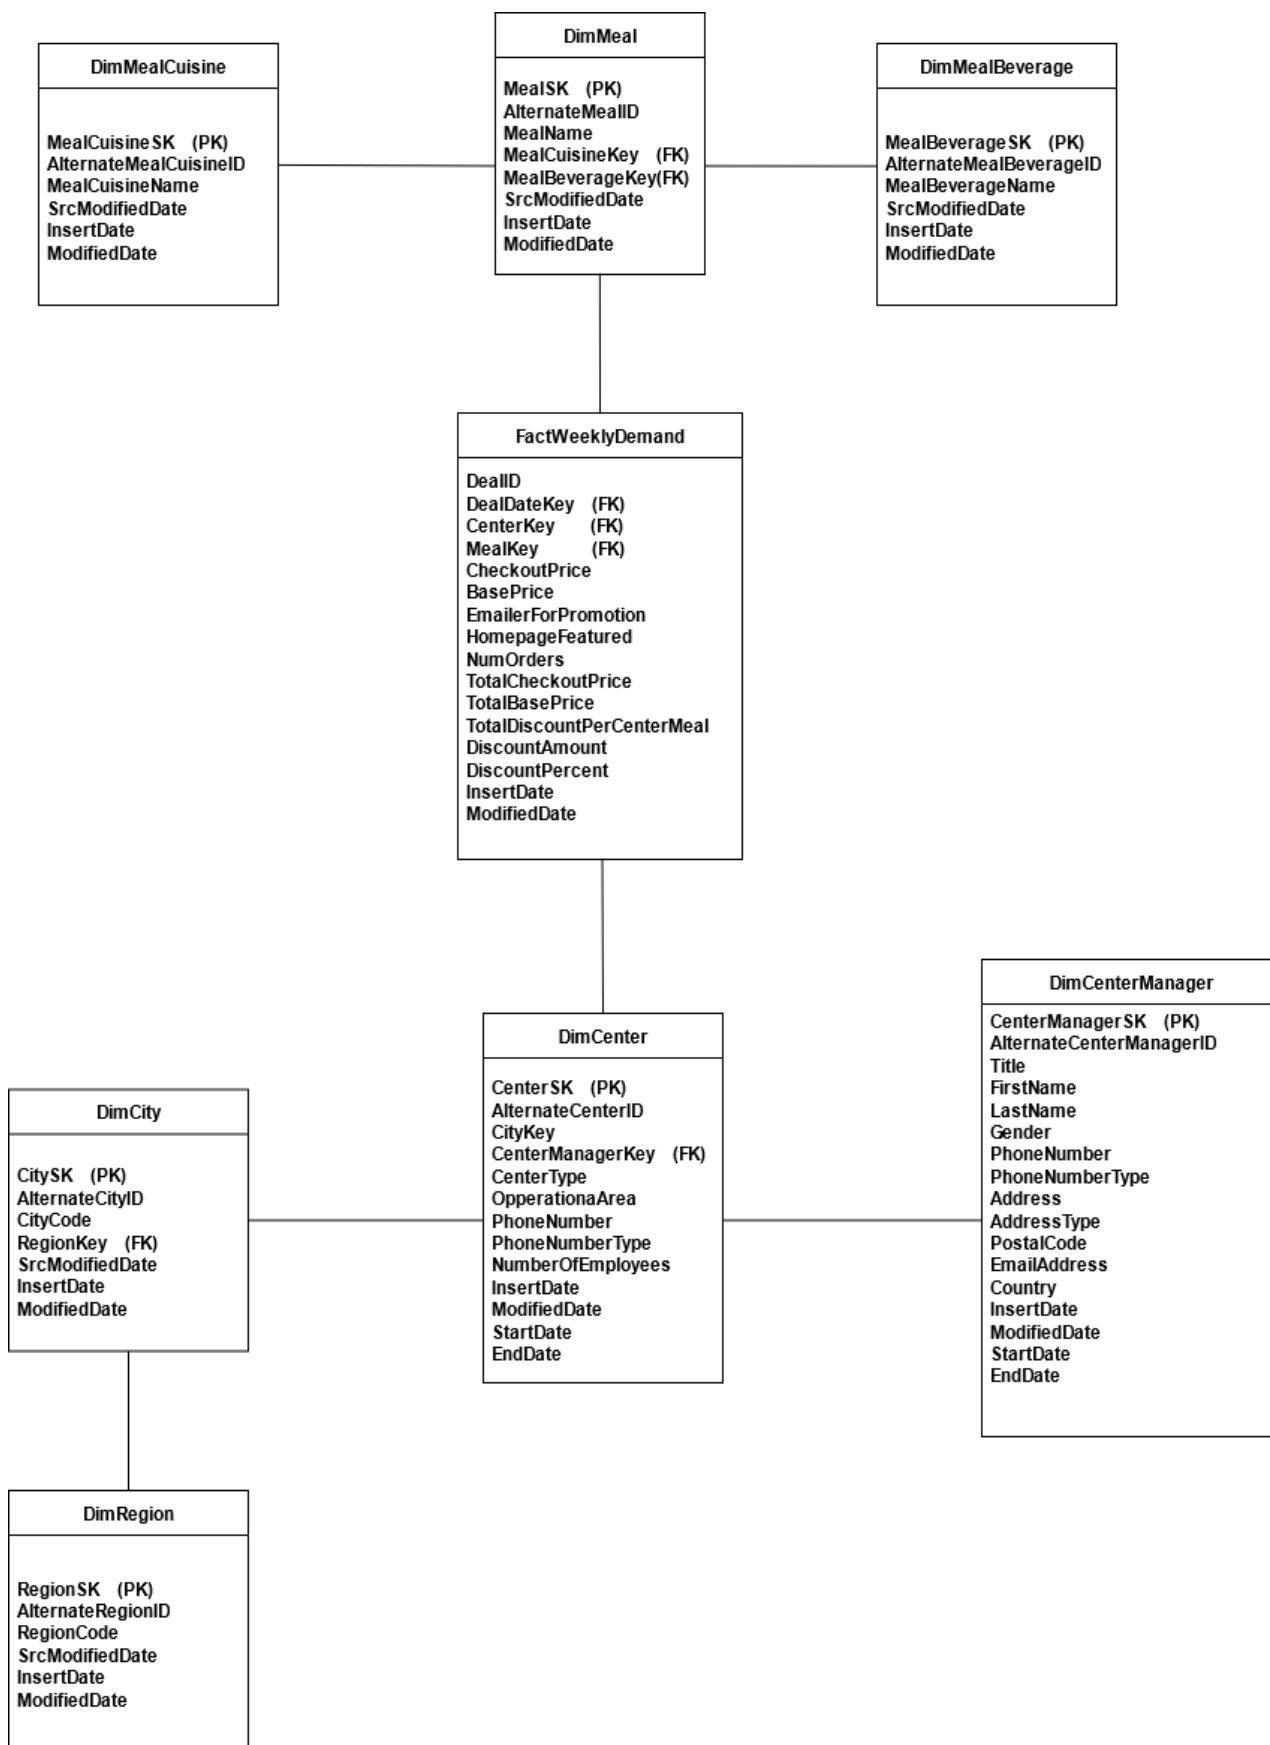 DimMealCuisine
MealCuisineSK (PK)
AlternateMealCuisineID
MealCuisineName
SrcModifiedDate
InsertDate
ModifiedDate
DimMeal
MealSK (PK)
AlternateMealID
MealName
MealCuisineKey (FK)
MealBeverageKey(FK)
SrcModifiedDate
InsertDate
ModifiedDate
DimMealBeverage
MealBeverageSK (PK)
AlternateMealBeverageID
MealBeverageName
SrcModifiedDate
InsertDate
ModifiedDate
FactWeeklyDemand
DealID
DealDateKey (FK)
CenterKey (FK)
MealKey (FK)
CheckoutPrice
BasePrice
EmailerForPromotion
HomepageFeatured
NumOrders
TotalCheckoutPrice
TotalBasePrice
TotalDiscountPerCenterMeal
DiscountAmount
DiscountPercent
InsertDate
ModifiedDate
DimCity
CitySK (PK)
AlternateCityID
CityCode
RegionKey (FK)
SrcModifiedDate
InsertDate
ModifiedDate
DimCenter
CenterSK (PK)
AlternateCenterID
CityKey
CenterManagerKey (FK)
CenterType
OpperationaArea
PhoneNumber
PhoneNumberType
NumberOfEmployees
InsertDate
ModifiedDate
StartDate
EndDate
DimCenterManager
CenterManagerSK (PK)
AlternateCenterManagerID
Title
FirstName
LastName
Gender
PhoneNumber
PhoneNumberType
Address
AddressType
PostalCode
EmailAddress
Country
InsertDate
ModifiedDate
StartDate
EndDate
DimRegion
RegionSK (PK)
AlternateRegionID
RegionCode
SrcModifiedDate
InsertDate
ModifiedDate